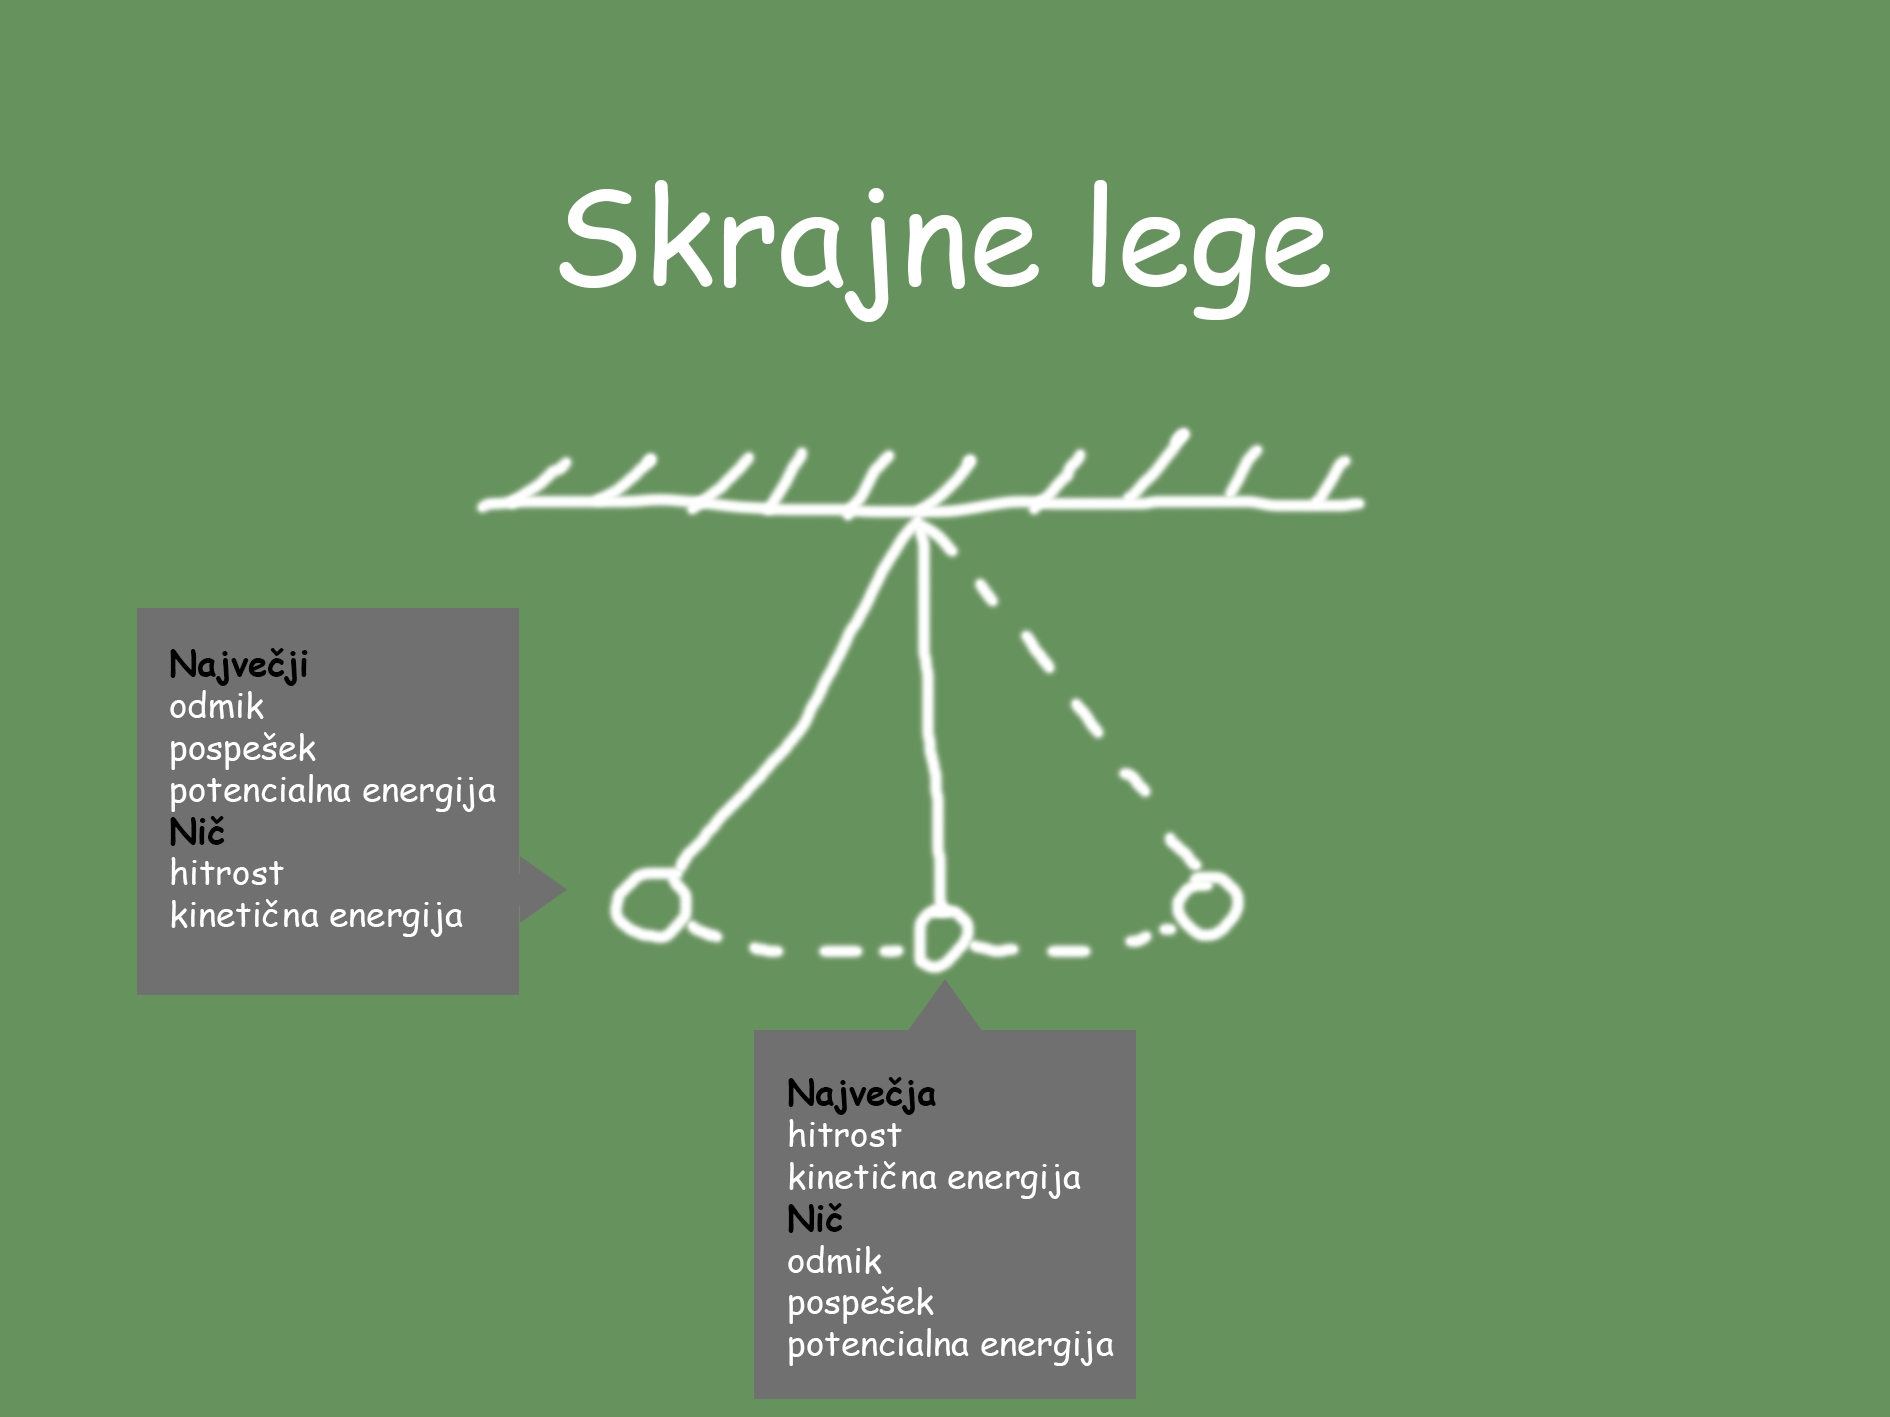 Skrajne lege
Največji
odmik
pospešek
potencialna energija
Nič
hitrost
kinetična energija
Največja
hitrost
kinetična energija
Nič
odmik
pospešek
potencialna energija